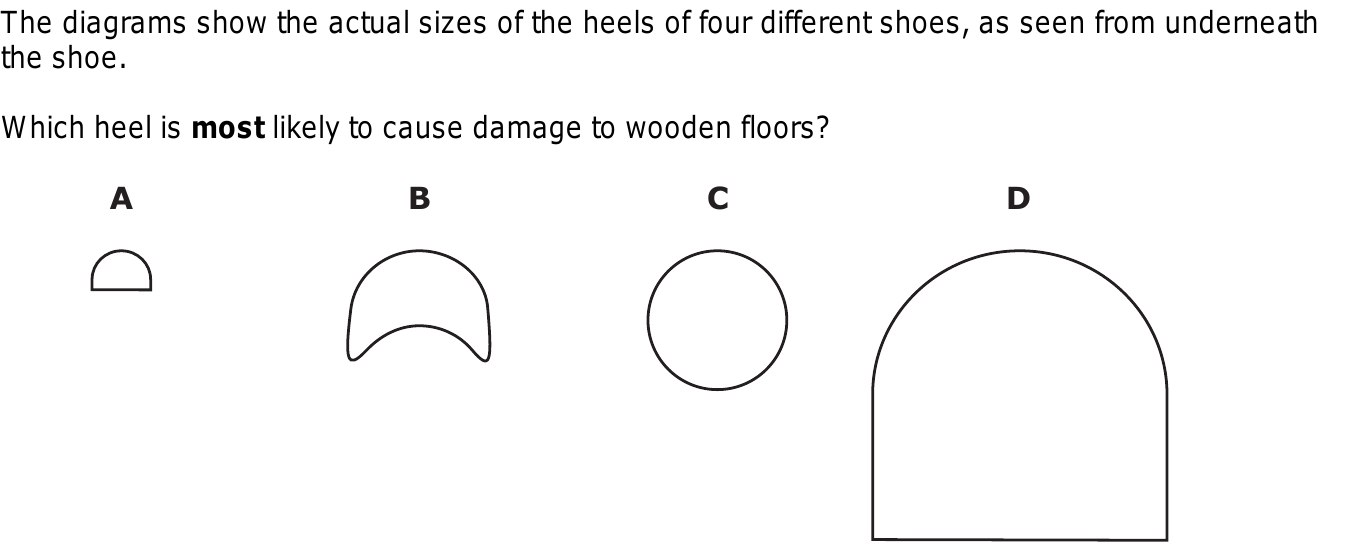 The diagrams show the actual sizes of the heels of four different shoes, as seen from underneath
the shoe.
Which heel is most likely to cause damage to wooden floors?
A B C D